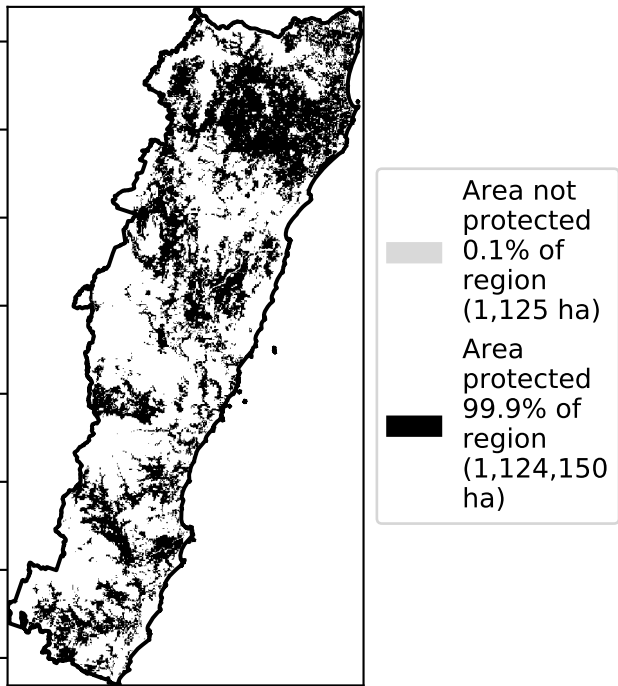 Area not
protected
0.1% of
region
(1,125 ha)
Area
protected
99.9% of
region
(1,124,150
ha)